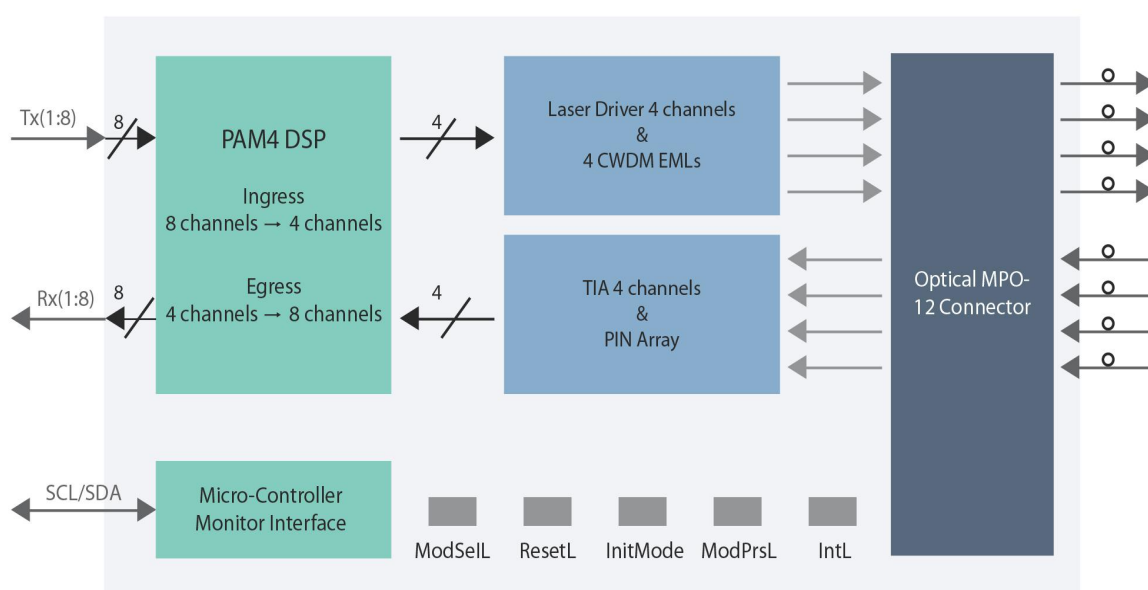 Tx(1:8)
8
PAM4 DSP
Ingress
8 channels → 4 channels
Egress
4 channels → 8 channels
Rx(1:8)
8
4
4
Laser Driver 4 channels
&
4 CWDM EMLs
TIA 4 channels
&
PIN Array
Optical MPO-
12 Connector
SCL/SDA
Micro-Controller
Monitor Interface
ModSelL
ResetL
InitMode
ModPrsL
IntL